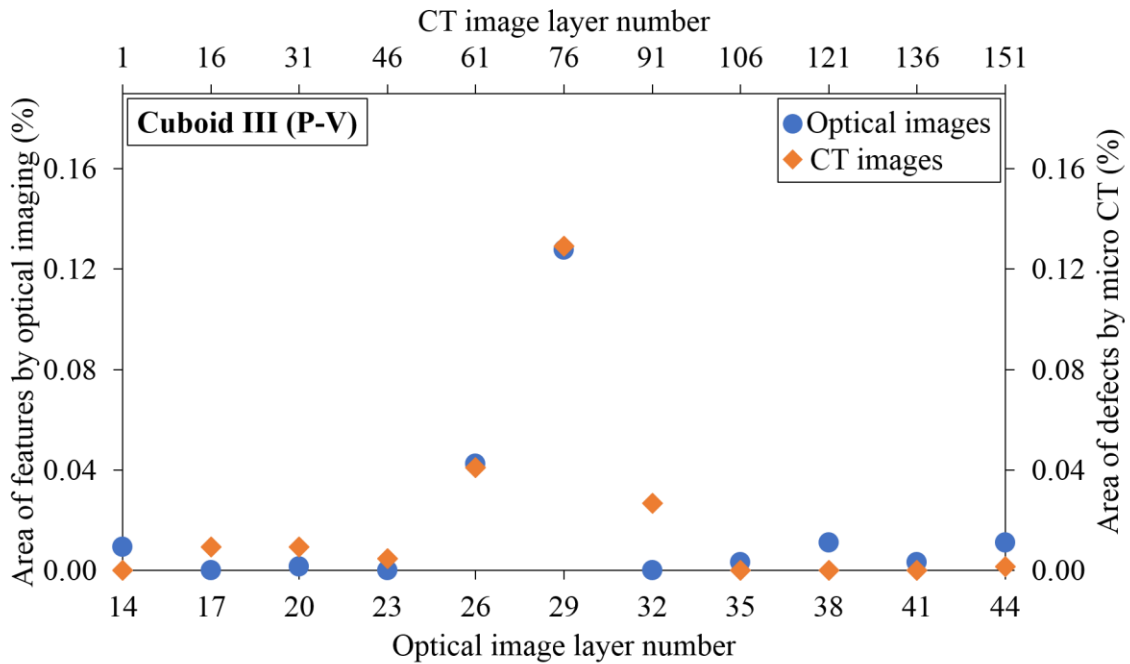 CT image layer number
1 16 31 46 61 76 91 106 121 136 151
Cuboid III (P-V)
Optical images
CT images
Area of features by optical imaging (%)
0.16 0.16
0.12 0.12
0.08 0.08
0.04 0.04
0.00 0.00
Area of defects by micro CT (%)
14 17 20 23 26 29 32 35 38 41 44
Optical image layer number